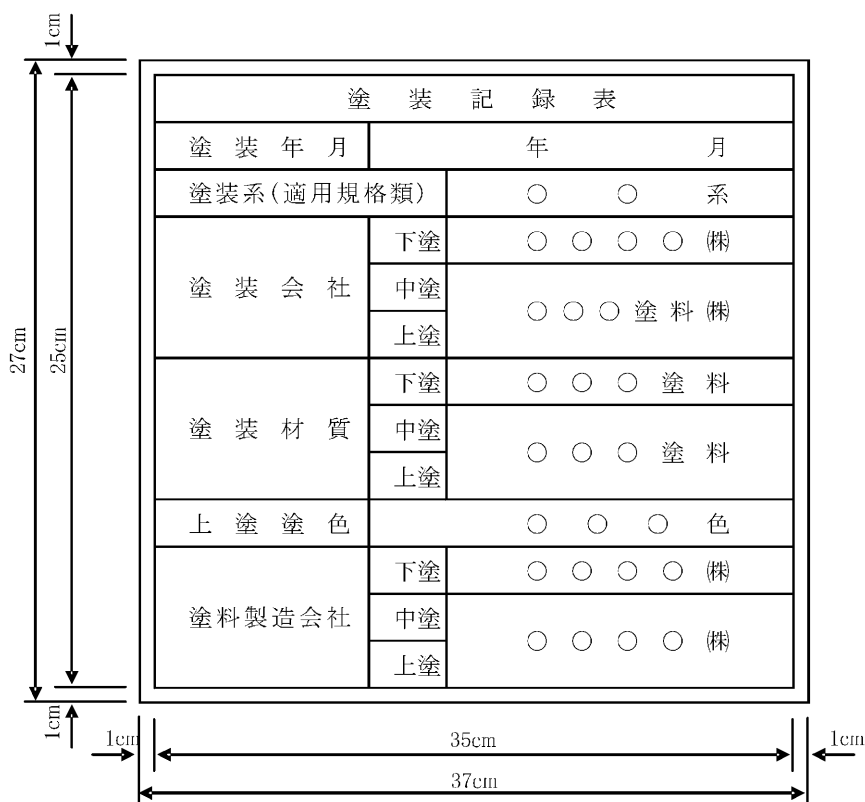 1cm
塗装記録表
塗装年月 年 月
塗装系(適用規格類) ○ ○ 系
塗装会社 下塗 ○○○○㈱
中塗 ○○○塗料㈱
上塗
塗装材質 下塗 ○○○塗料
中塗 ○○○塗料
上塗
上塗塗色 ○○○色
塗料製造会社 下塗 ○○○○㈱
中塗 ○○○○㈱
上塗
27cm
25cm
1cm
1cm
35cm
1cm
37cm